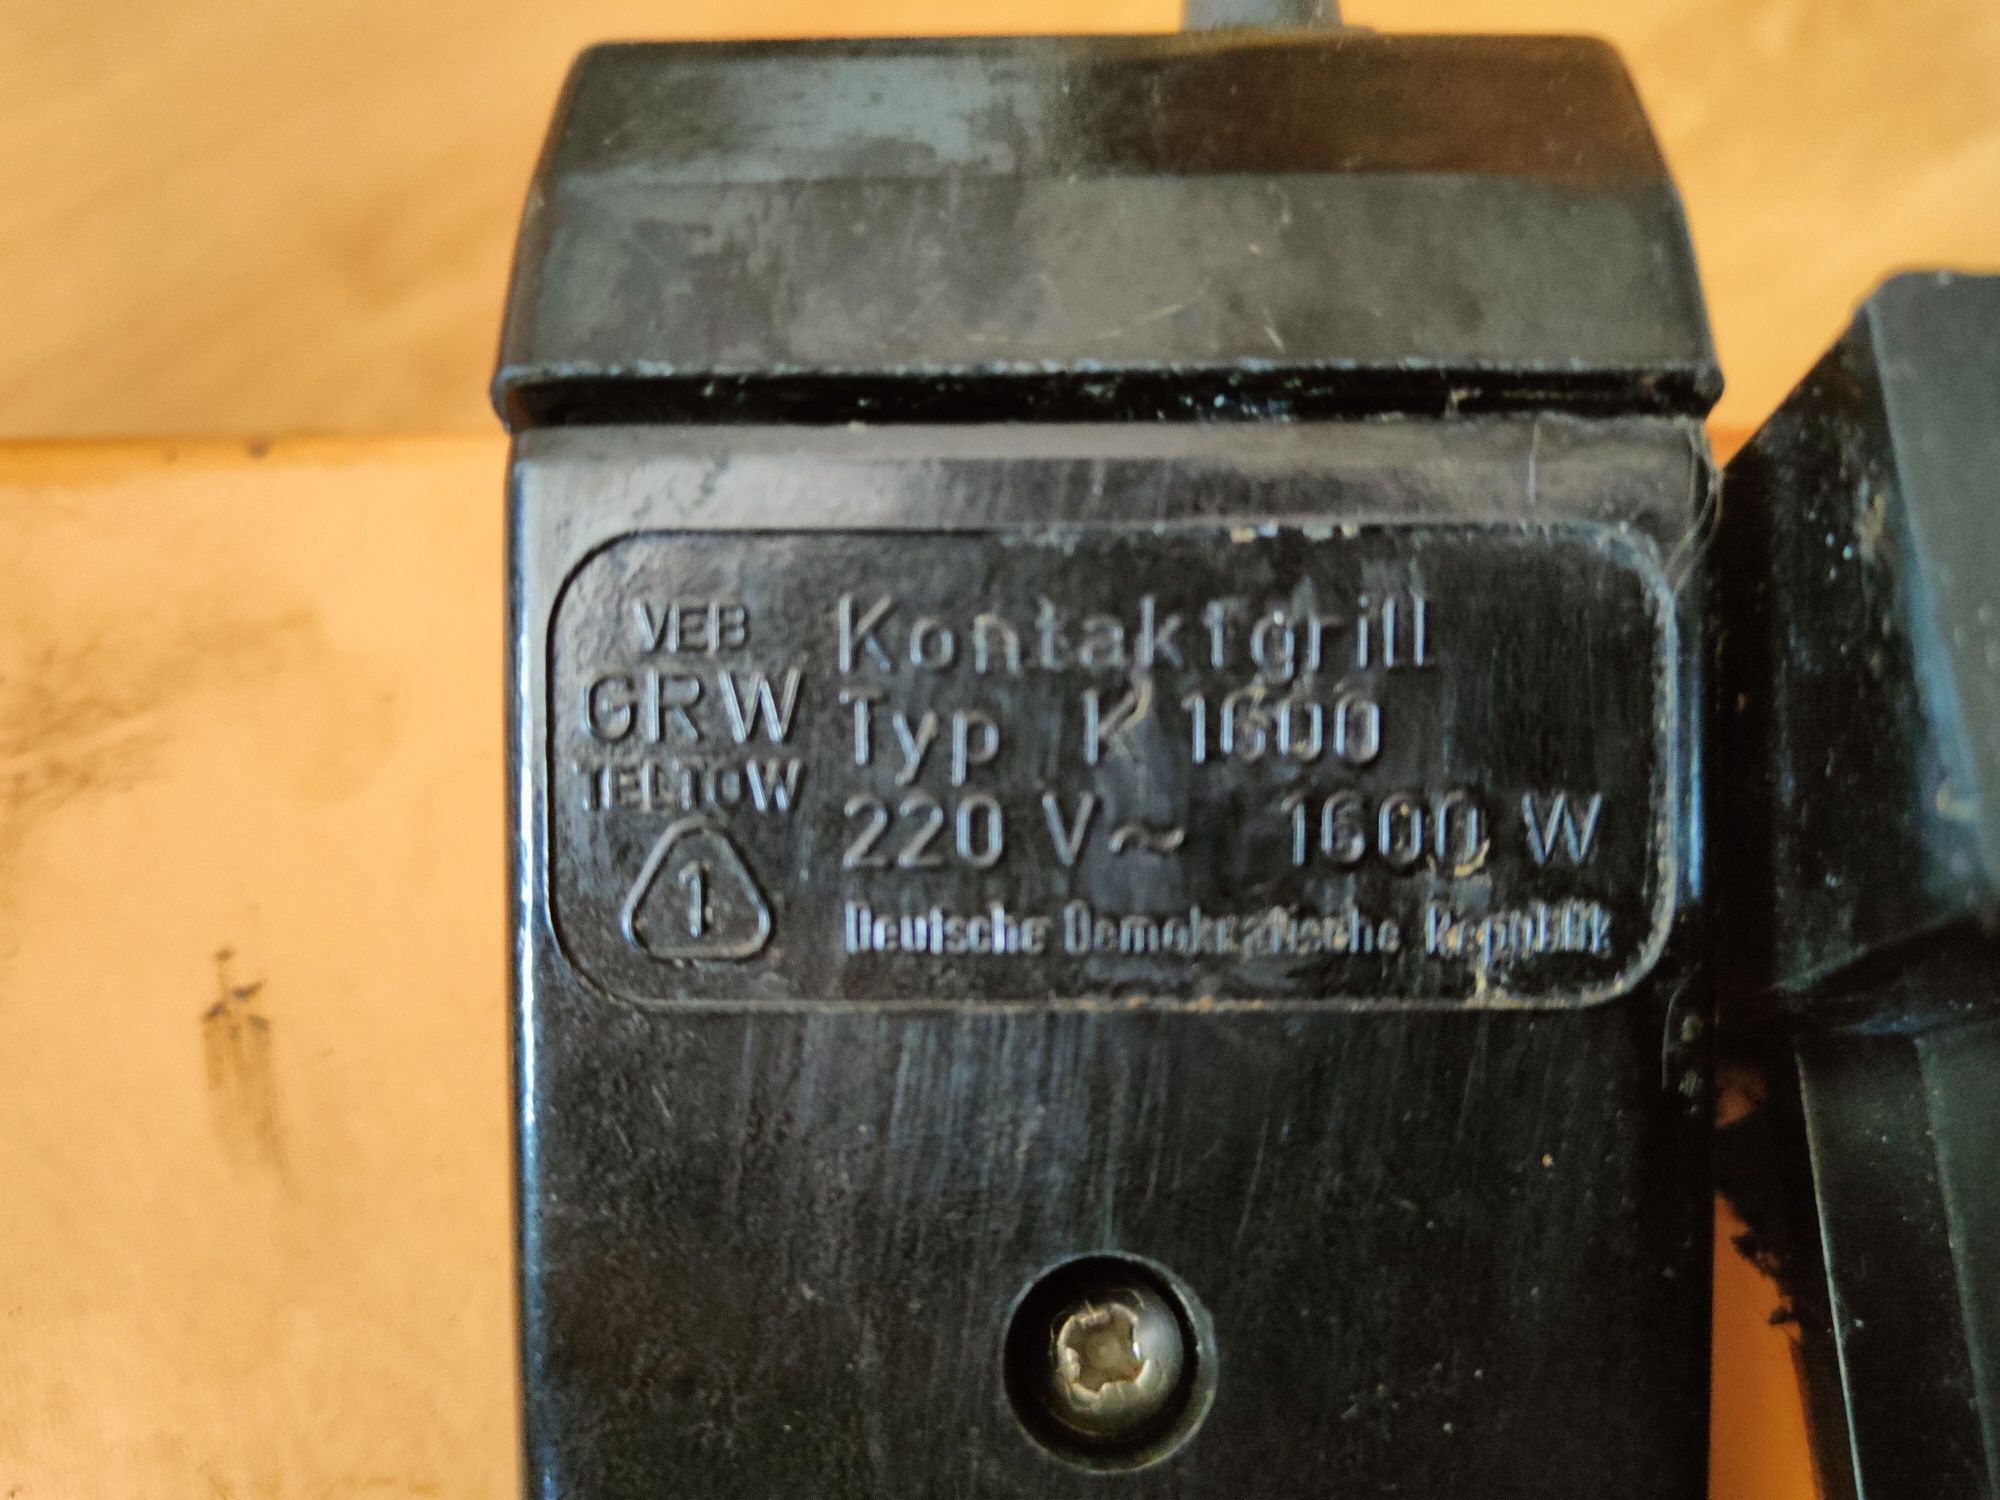 VEB
GRW
TELTOW
1
Kontaktgrill
Typ K 1600
220 V~ 1600 W
Deutsche Demokratische Republik